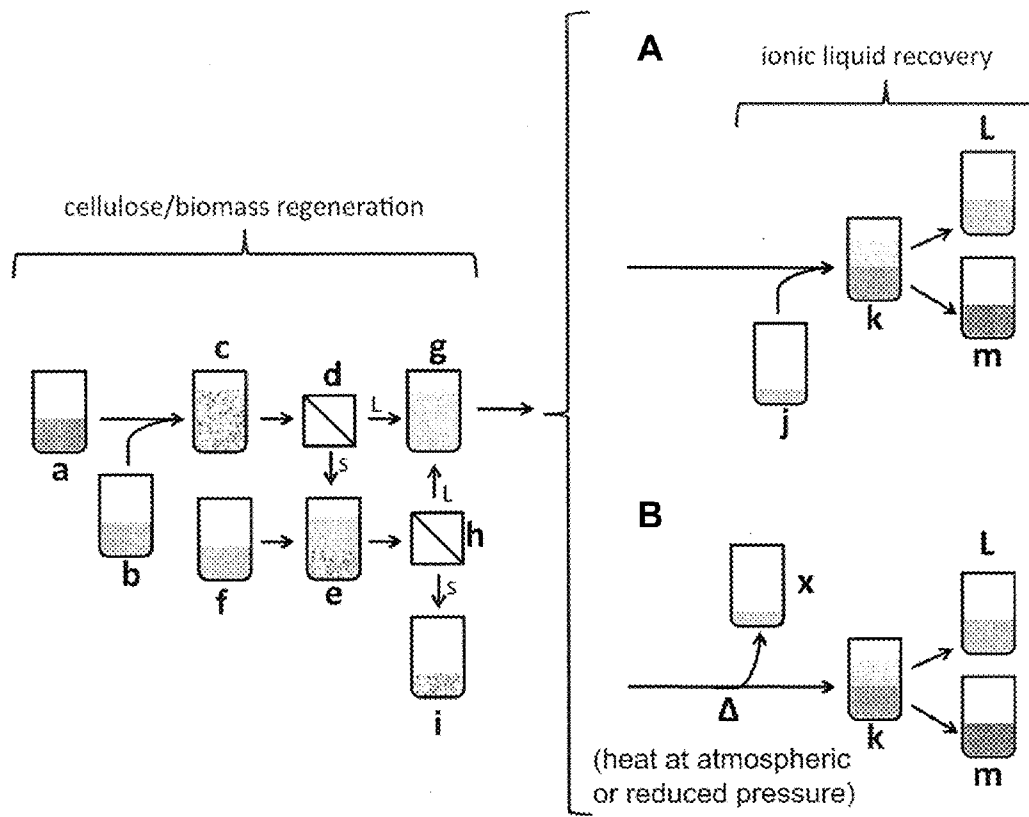 A
ionic liquid recovery
L
k
m
j
cellulose/biomass regeneration
c
g
d
a
L
s
b
L
h
f
e
s
i
B
L
x
Δ
k
m
(heat at atmospheric
or reduced pressure)